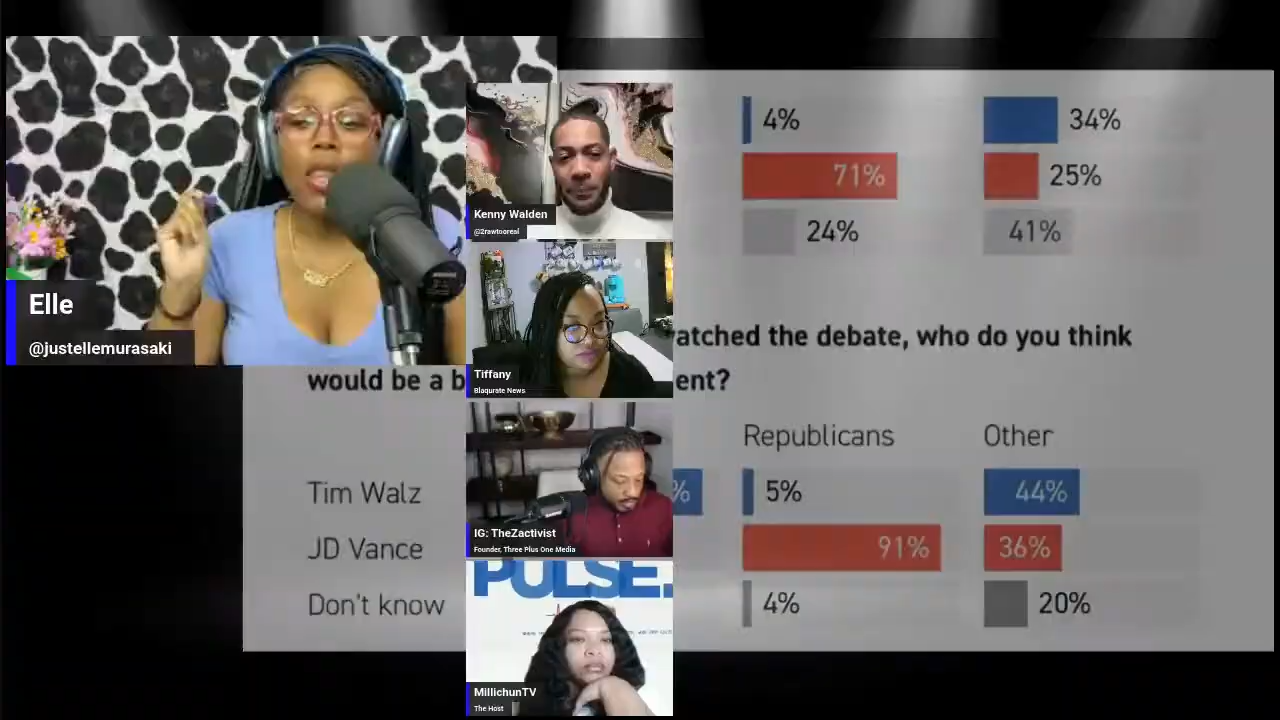 4%
34%
71%
25%
24%
41%
watched the debate, who do you think
would be a b
ent?
Republicans
Other
Tim Walz
%
5%
44%
JD Vance
91%
36%
Don't know
4%
20%
Elle
@justellemurasaki
Kenny Walden
@2rawtooreal
Tiffany
Blaqurate News
IG: TheZactivist
Founder, Three Plus One Media
PULSE.
MillichunTV
The Host